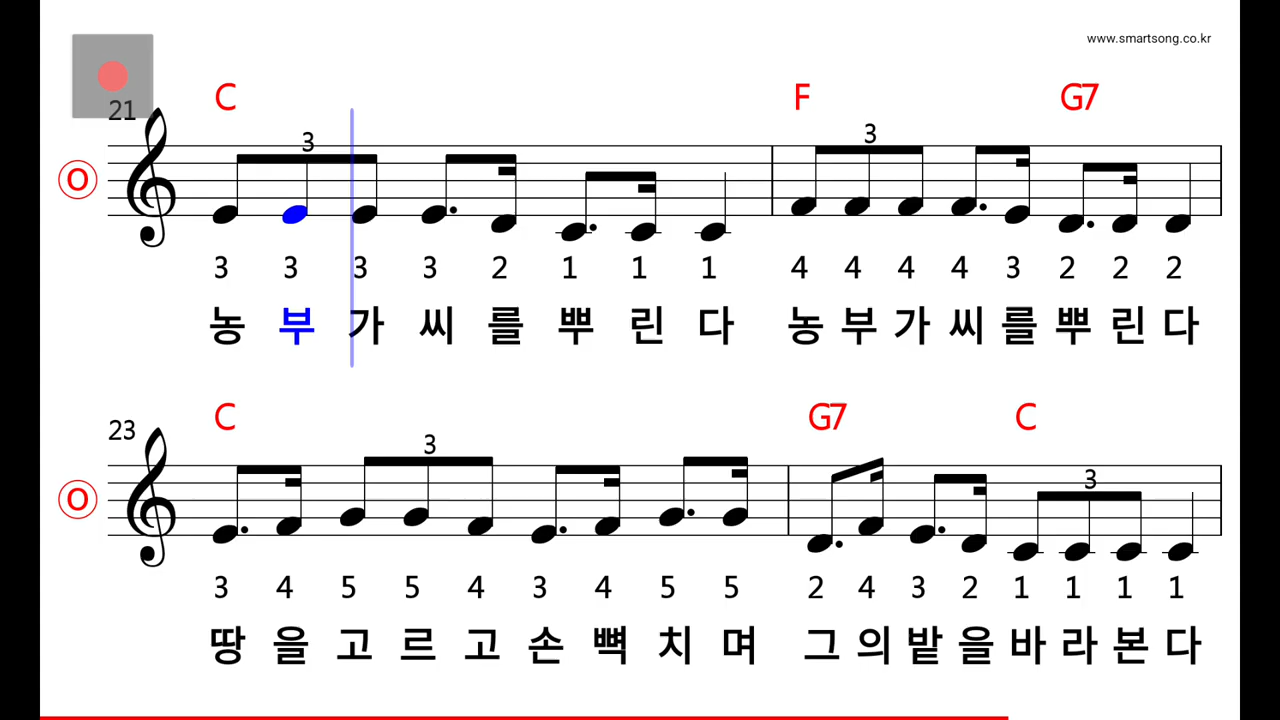 www.smartsong.co.kr
21 C F G7
3 3
O
3 3 3 3 2 1 1 1 4 4 4 4 3 2 2 2
농부가씨를뿌린다 농부가씨를뿌린다
23 C G7 C
3 3
O
3 4 5 5 4 3 4 5 5 2 4 3 2 1 1 1 1
땅을고르고손뼉치며 그의밭을바라본다